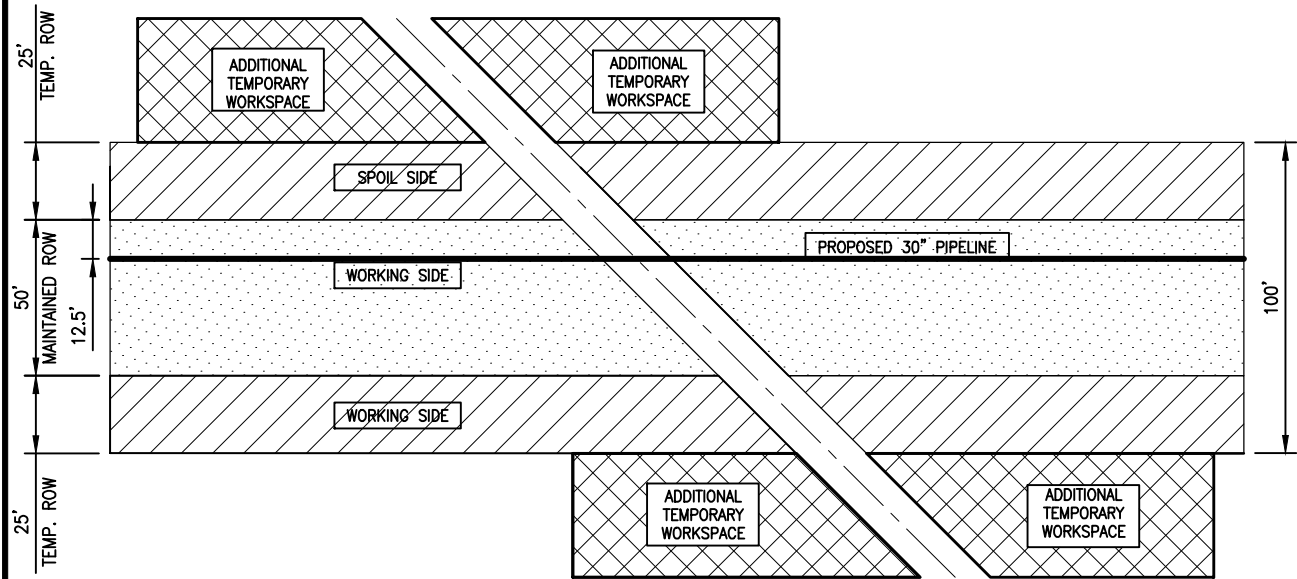 25'
TEMP. ROW
ADDITIONAL
TEMPORARY
WORKSPACE
ADDITIONAL
TEMPORARY
WORKSPACE
SPOIL SIDE
PROPOSED 30" PIPELINE
WORKING SIDE
50'
MAINTAINED ROW
12.5'
100'
WORKING SIDE
25'
TEMP. ROW
ADDITIONAL
TEMPORARY
WORKSPACE
ADDITIONAL
TEMPORARY
WORKSPACE